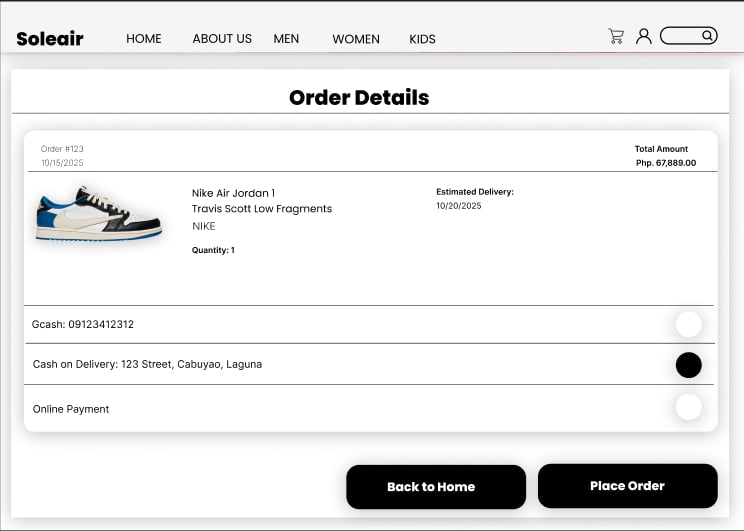 Soleair HOME ABOUT US MEN WOMEN KIDS
Order Details
Order #123
10/15/2025
Total Amount
Php. 67,889.00
Nike Air Jordan 1
Travis Scott Low Fragments
NIKE
Quantity: 1
Estimated Delivery:
10/20/2025
Gcash: 09123412312
Cash on Delivery: 123 Street, Cabuyao, Laguna
Online Payment
Back to Home
Place Order